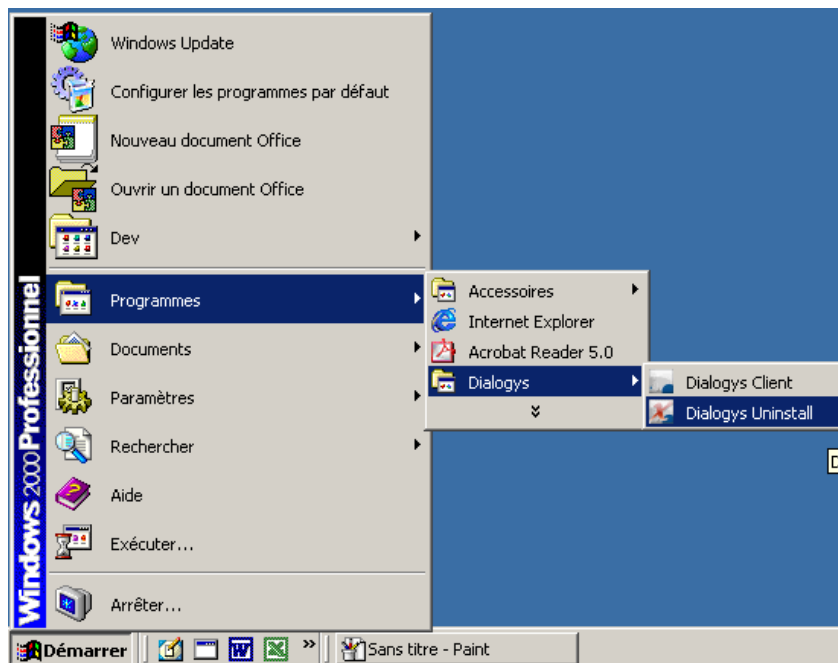 Windows Update
Configurer les programmes par défaut
Nouveau document Office
Ouvrir un document Office
Dev
Programmes
Documents
Paramètres
Rechercher
Aide
Exécuter...
Arrêter...
Windows 2000 Professionnel
Accessoires
Internet Explorer
Acrobat Reader 5.0
Dialogys
Dialogys Client
Dialogys Uninstall
D
Démarrer
Sans titre - Paint